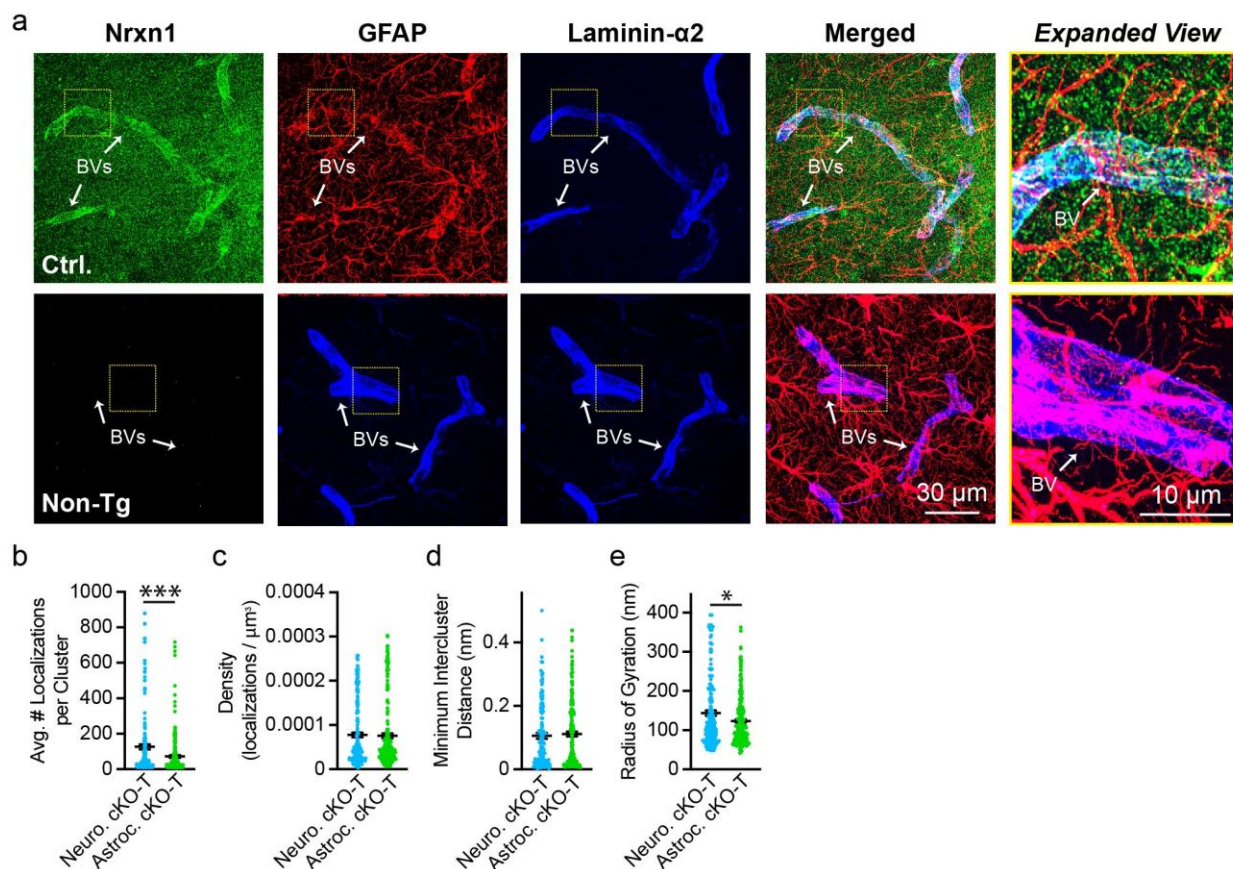 a
Nrxn1
GFAP
Laminin-α2
Merged
Expanded View
BVs
Ctrl.
BVs
BVs
BVs
BV
BVs
Non-Tg
BVs
BVs
BVs
30 µm
BV
10 µm
b
Avg. # Localizations
per Cluster
1000
800
600
400
200
0
***
Neuro. cKO-T
Astroc. cKO-T
c
Density
(localizations / µm³)
0.0004
0.0003
0.0002
0.0001
0
Neuro. cKO-T
Astroc. cKO-T
d
Minimum Intercluster
Distance (nm)
0.4
0.2
0
Neuro. cKO-T
Astroc. cKO-T
e
Radius of Gyration (nm)
400
300
200
100
0
*
Neuro. cKO-T
Astroc. cKO-T